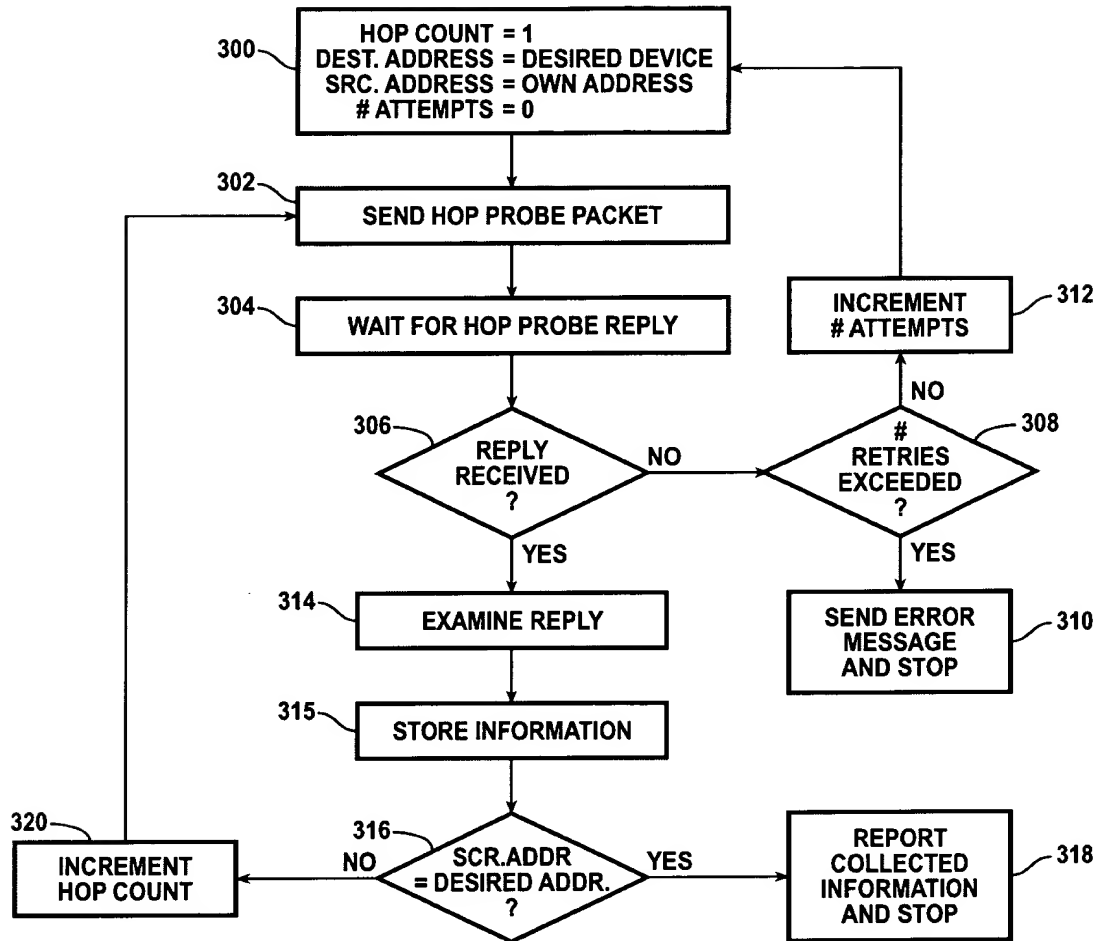 300
HOP COUNT = 1
DEST. ADDRESS = DESIRED DEVICE
SRC. ADDRESS = OWN ADDRESS
# ATTEMPTS = 0
302
SEND HOP PROBE PACKET
304
WAIT FOR HOP PROBE REPLY
INCREMENT
# ATTEMPTS
312
NO
306
REPLY
RECEIVED
?
NO
#
RETRIES
EXCEEDED
?
308
YES
YES
314
EXAMINE REPLY
SEND ERROR
MESSAGE
AND STOP
310
315
STORE INFORMATION
320
INCREMENT
HOP COUNT
NO
316
SCR.ADDR
= DESIRED ADDR.
?
YES
REPORT
COLLECTED
INFORMATION
AND STOP
318